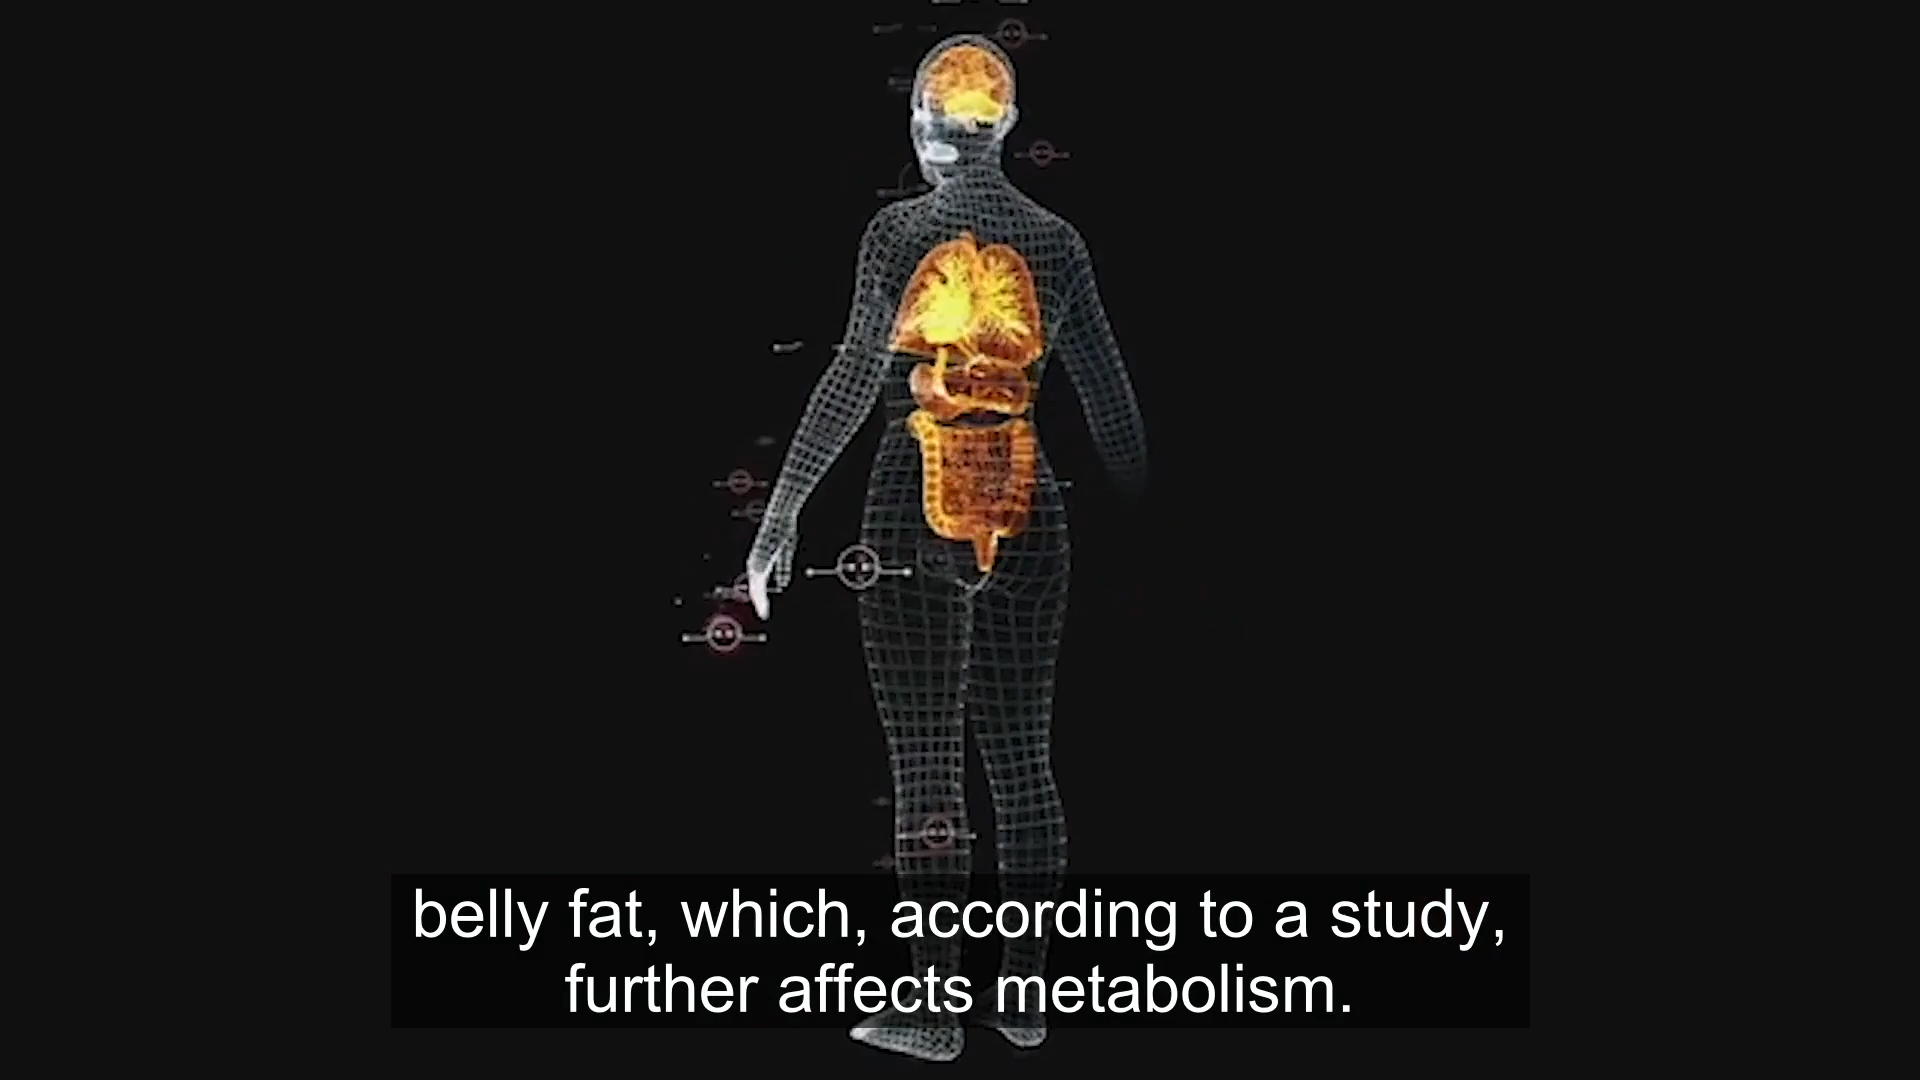 belly fat, which, according to a study,
further affects metabolism.